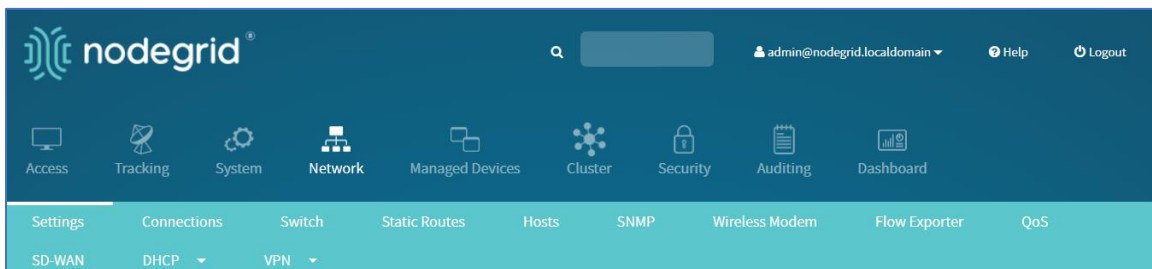 nodegrid®
admin@nodegrid.localdomain Help Logout
Access Tracking System Network Managed Devices Cluster Security Auditing Dashboard
Settings Connections Switch Static Routes Hosts SNMP Wireless Modem Flow Exporter QoS
SD-WAN DHCP VPN